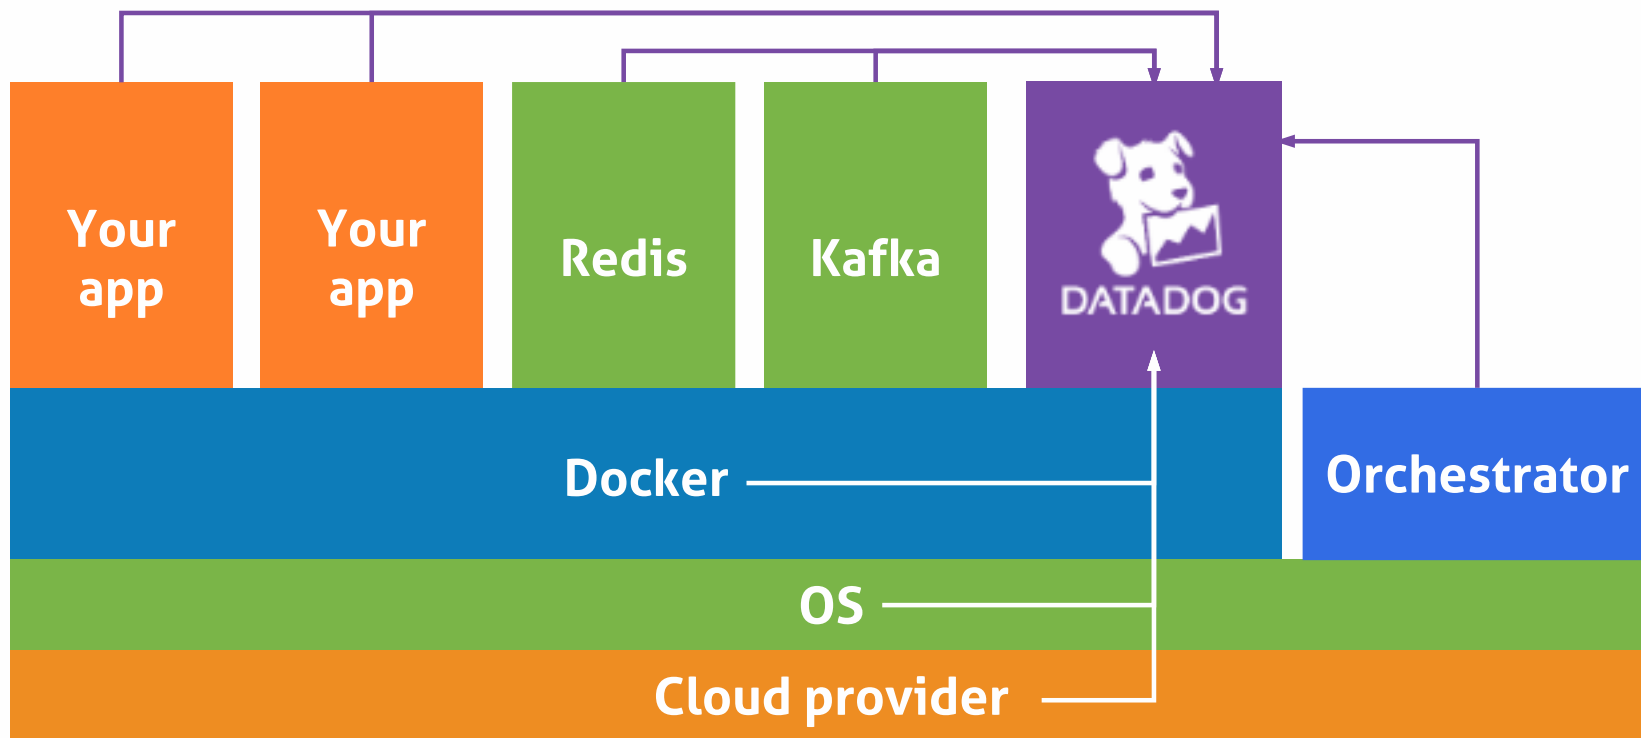 Your
app
Your
app
Redis
Kafka
DATADOG
Docker
Orchestrator
OS
Cloud provider